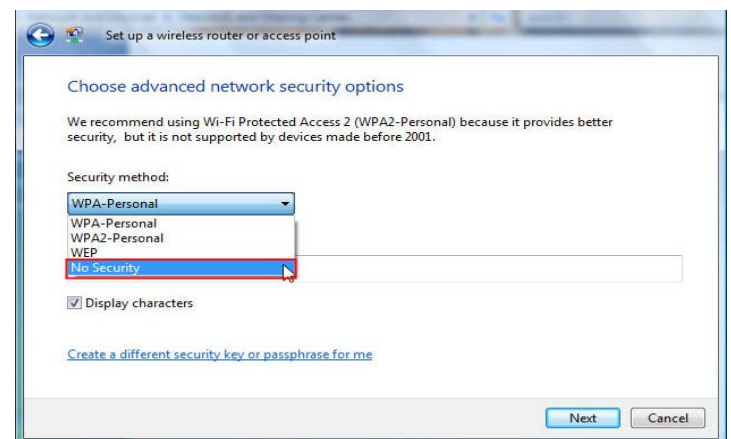 Set up a wireless router or access point
Choose advanced network security options
We recommend using Wi-Fi Protected Access 2 (WPA2-Personal) because it provides better
security, but it is not supported by devices made before 2001.
Security method:
WPA-Personal
WPA-Personal
WPA2-Personal
WEP
No Security
Display characters
Create a different security key or passphrase for me
Next
Cancel